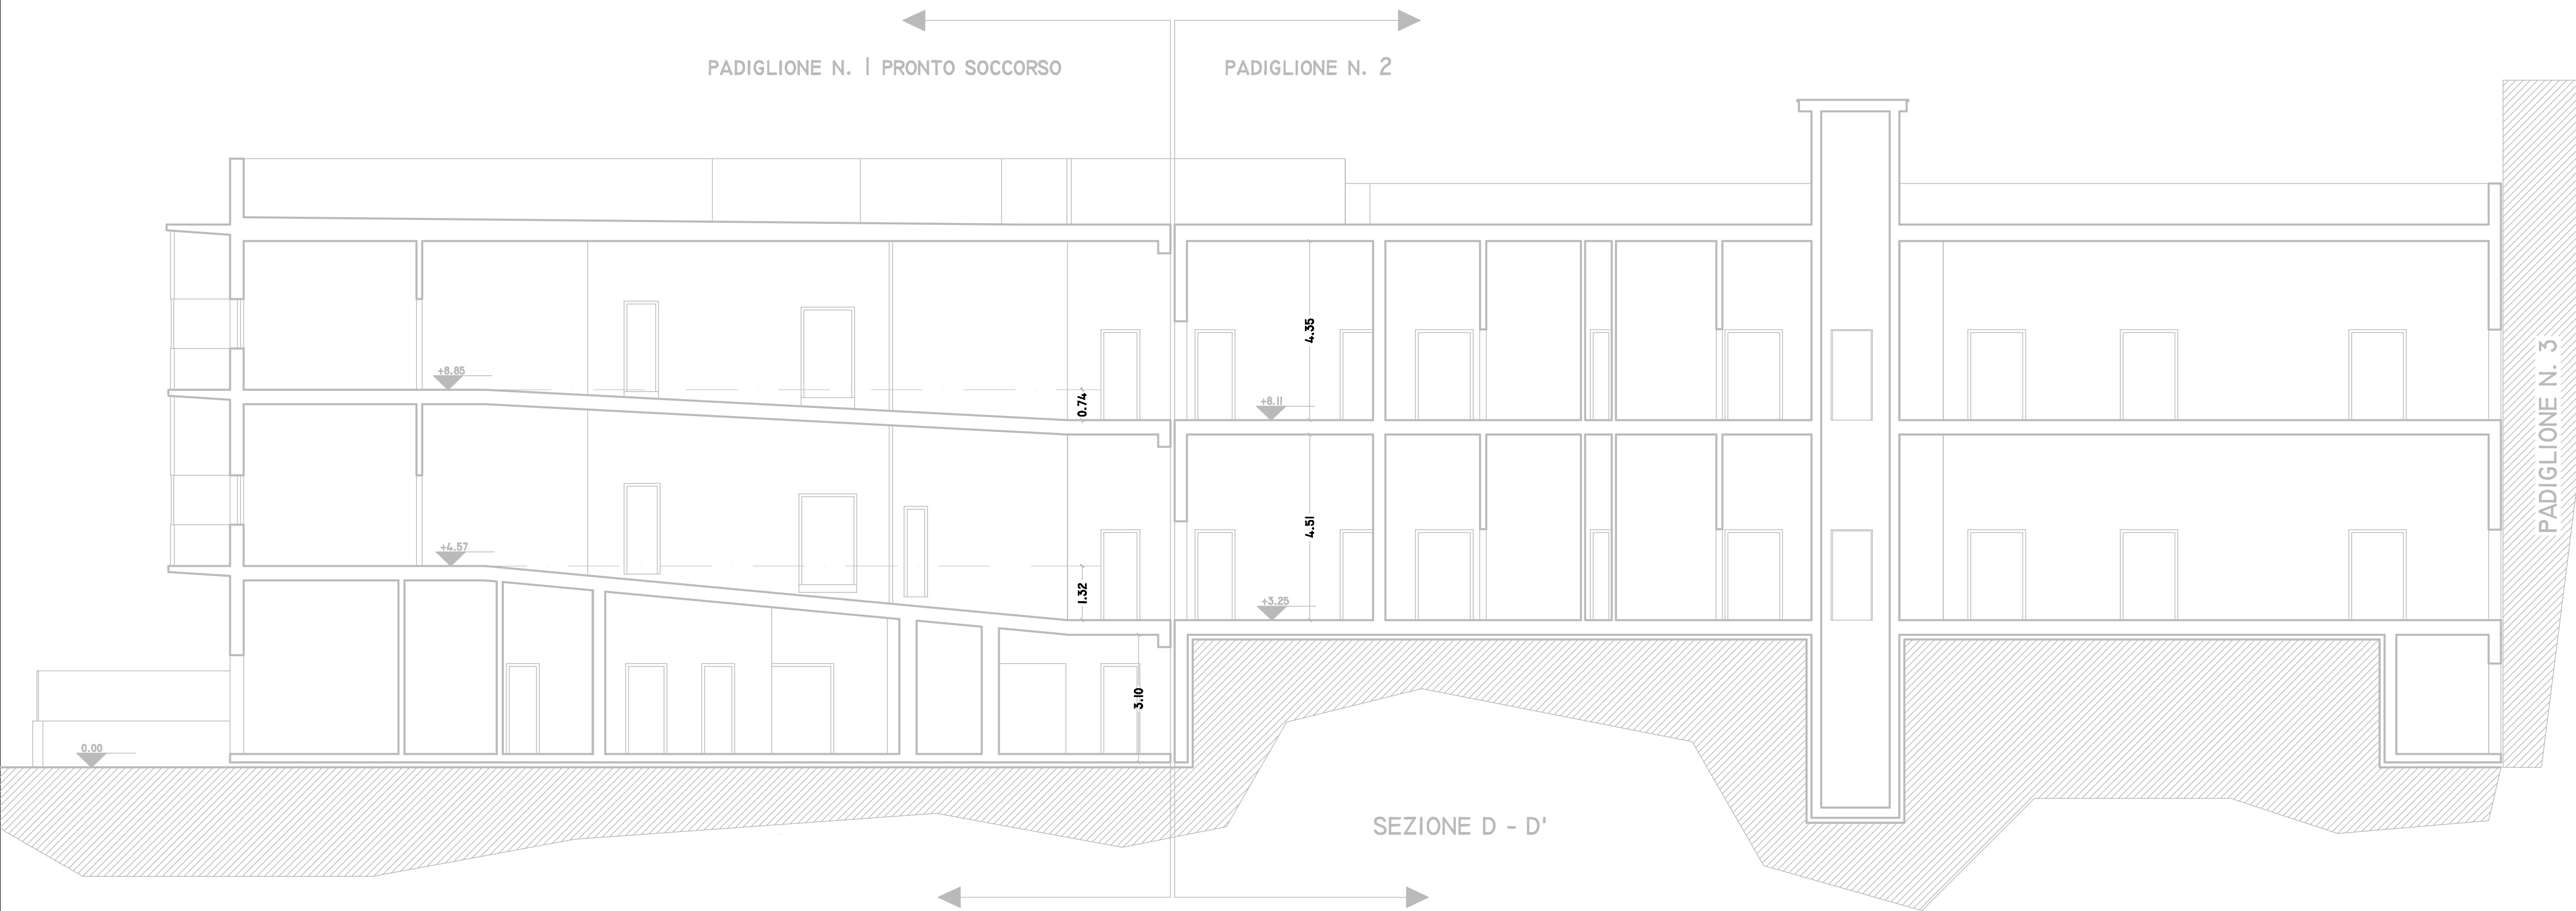 PADIGLIONE N. 1 PRONTO SOCCORSO
PADIGLIONE N. 2
4.35
PADIGLIONE N. 3
+8.85
0.74
+8.11
4.51
+4.57
1.32
+3.25
3.10
0.00
SEZIONE D - D'